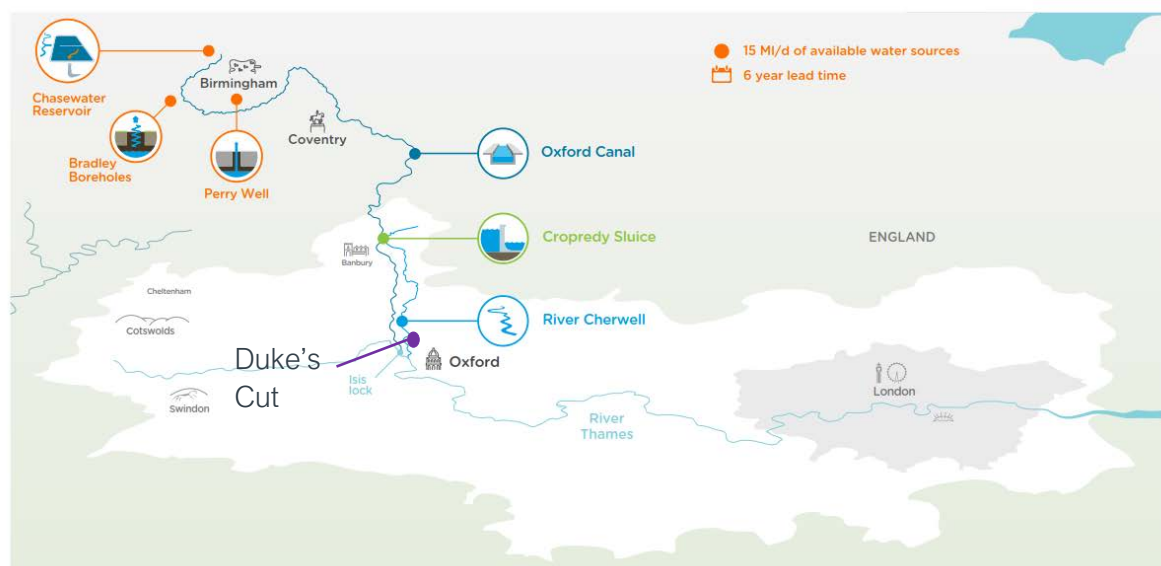 15 Ml/d of available water sources
6 year lead time
Chasewater
Reservoir
Birmingham
Bradley
Boreholes
Perry Well
Coventry
Oxford Canal
Cropredy Sluice
ENGLAND
Banbury
Cheltenham
Cotswolds
River Cherwell
Duke's
Cut
Oxford
Isis
lock
Swindon
London
River
Thames